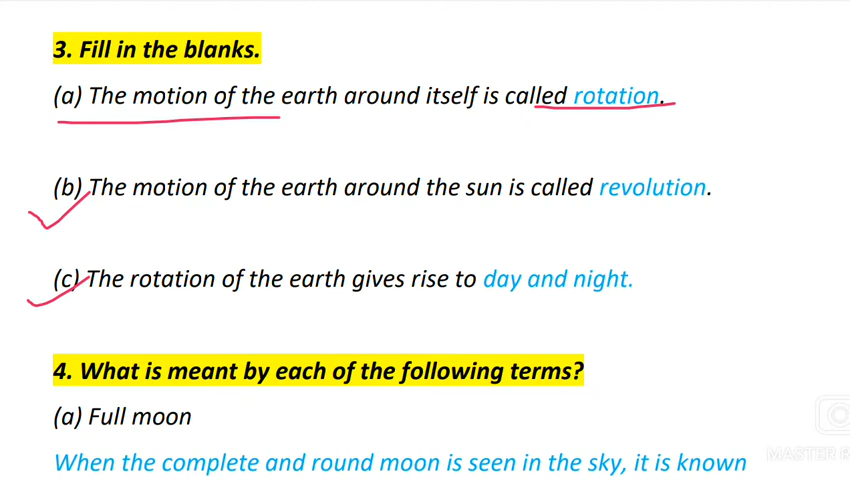 3. Fill in the blanks.
(a) The motion of the earth around itself is called rotation.
(b) The motion of the earth around the sun is called revolution.
(c) The rotation of the earth gives rise to day and night.
4. What is meant by each of the following terms?
(a) Full moon
When the complete and round moon is seen in the sky, it is known
MASTER